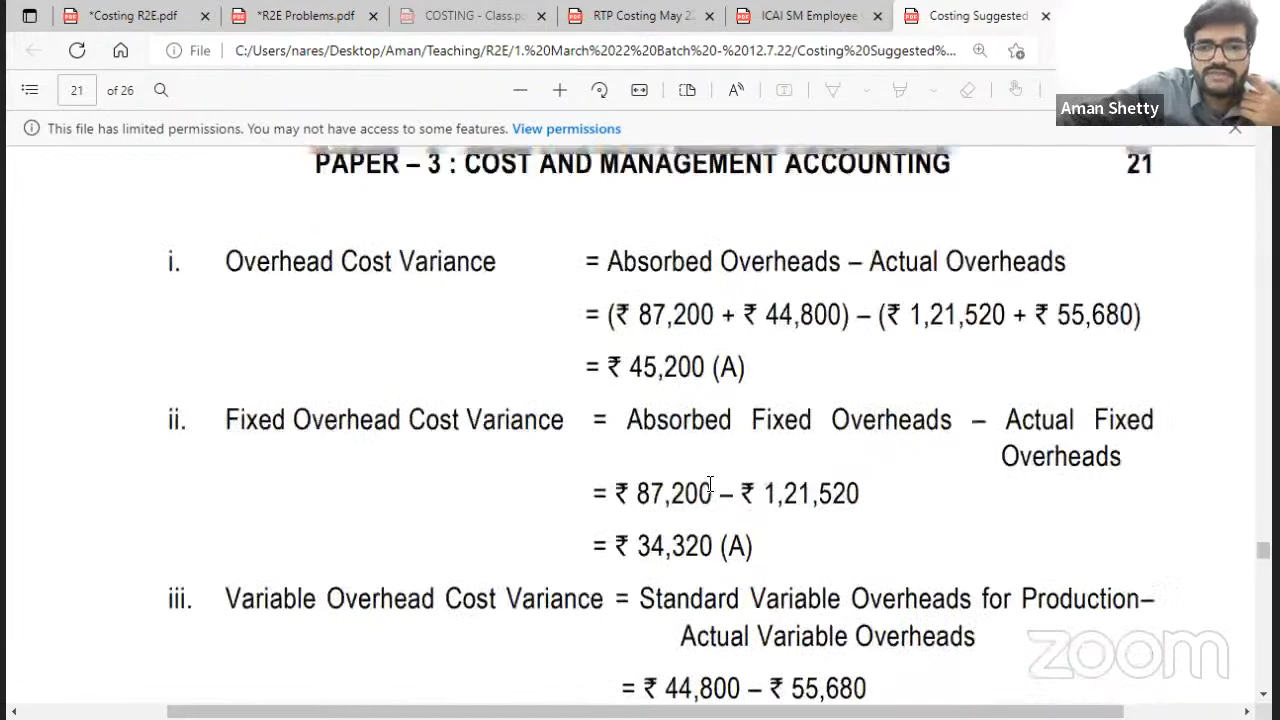 *Costing R2E.pdf
*R2E Problems.pdf
COSTING - Class.p
RTP Costing May 2
ICAI SM Employee
Costing Suggested
File
C:/Users/nares/Desktop/Aman/Teaching/R2E/1.%20March%2022%20Batch%20-%2012.7.22/Costing%20Suggested%...
21 of 26
Aman Shetty
This file has limited permissions. You may not have access to some features. View permissions
PAPER – 3 : COST AND MANAGEMENT ACCOUNTING 21
i. Overhead Cost Variance = Absorbed Overheads – Actual Overheads
= (₹ 87,200 + ₹ 44,800) – (₹ 1,21,520 + ₹ 55,680)
= ₹ 45,200 (A)
ii. Fixed Overhead Cost Variance = Absorbed Fixed Overheads – Actual Fixed
Overheads
= ₹ 87,200 – ₹ 1,21,520
= ₹ 34,320 (A)
iii. Variable Overhead Cost Variance = Standard Variable Overheads for Production–
Actual Variable Overheads
= ₹ 44,800 – ₹ 55,680
zoom